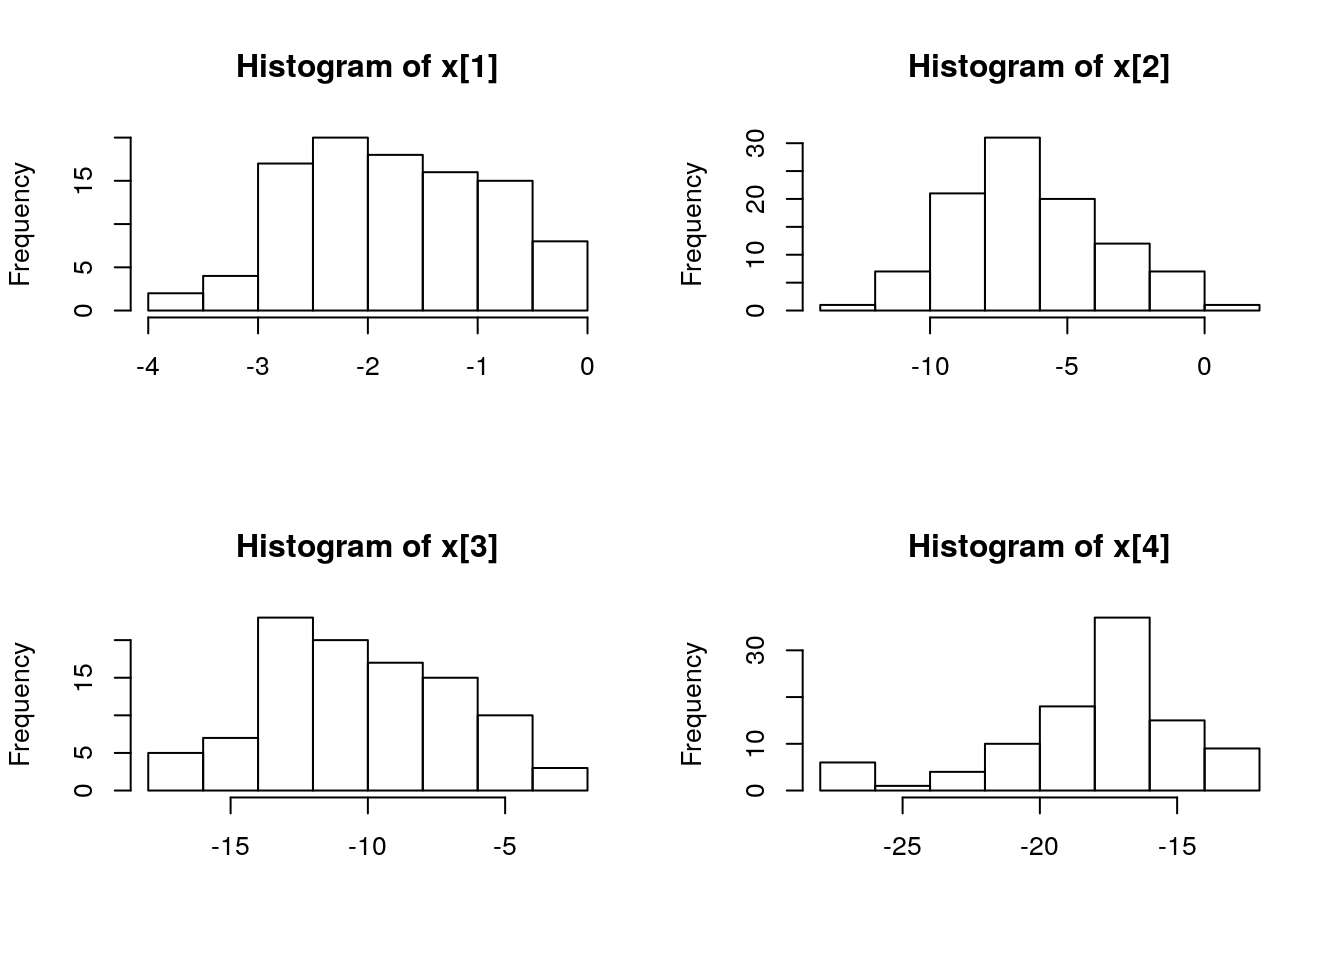 Histogram of x[1]
Frequency
0 5 15
-4 -3 -2 -1 0
Histogram of x[2]
Frequency
0 10 20 30
-10 -5 0
Histogram of x[3]
Frequency
0 5 15
-15 -10 -5
Histogram of x[4]
Frequency
0 10 30
-25 -20 -15